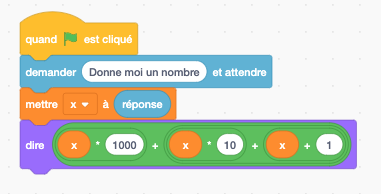 quand est cliqué
demander Donne moi un nombre et attendre
mettre x à réponse
dire x * 1000 + x * 10 + x + 1